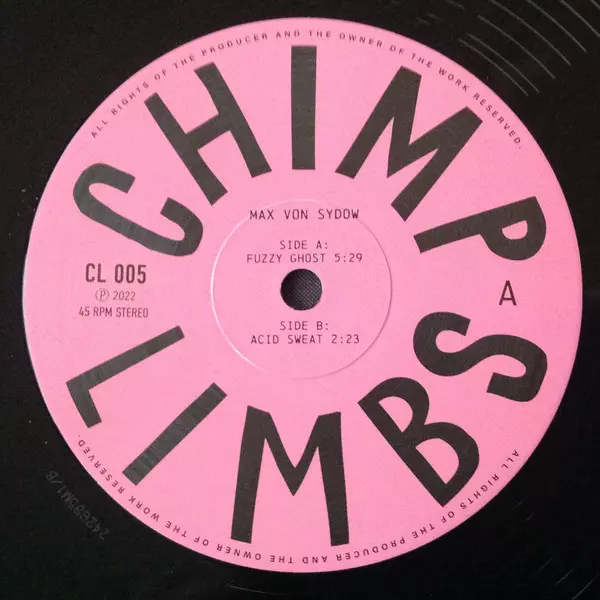 ALL RIGHTS OF THE PRODUCER AND THE OWNER OF THE WORK RESERVED.
CHIMP
MAX VON SYDOW
SIDE A:
FUZZY GHOST 5:29
CL 005
Ⓟ 2022
45 RPM STEREO
A
SIDE B:
ACID SWEAT 2:23
LIMBS
ALL RIGHTS OF THE PRODUCER AND THE OWNER OF THE WORK RESERVED.